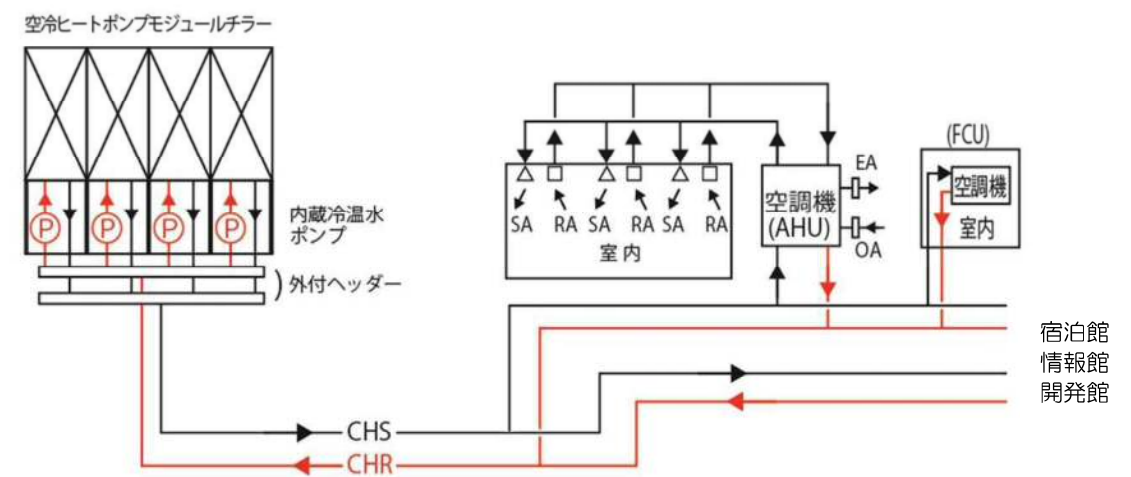 空冷ヒートポンプモジュールチラー
P P P P
内蔵冷温水
ポンプ
外付ヘッダー
SA RA SA RA SA RA
室内
空調機
(AHU)
EA
OA
(FCU)
空調機
室内
宿泊館
情報館
開発館
CHS
CHR